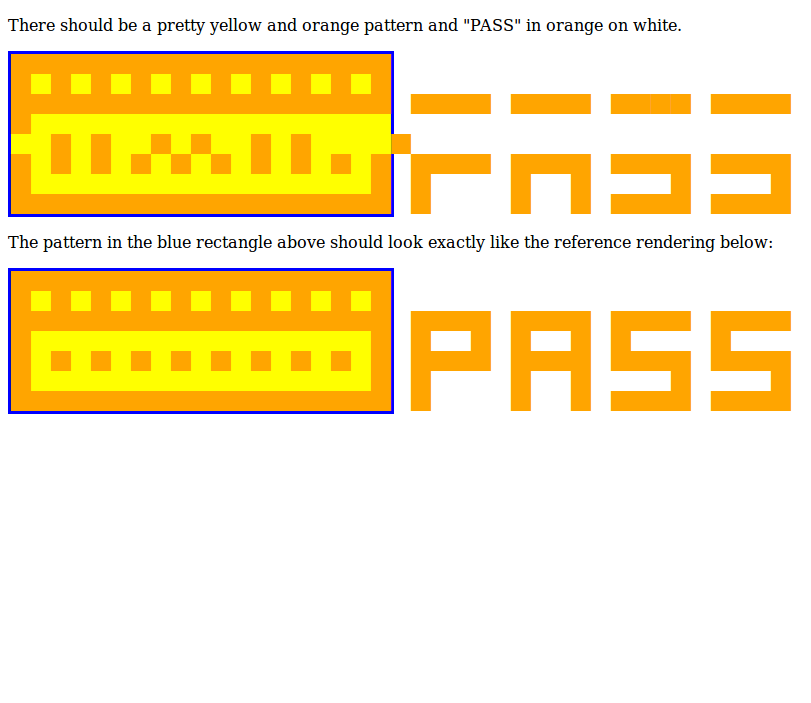 There should be a pretty yellow and orange pattern and "PASS" in orange on white.
The pattern in the blue rectangle above should look exactly like the reference rendering below:
PASS